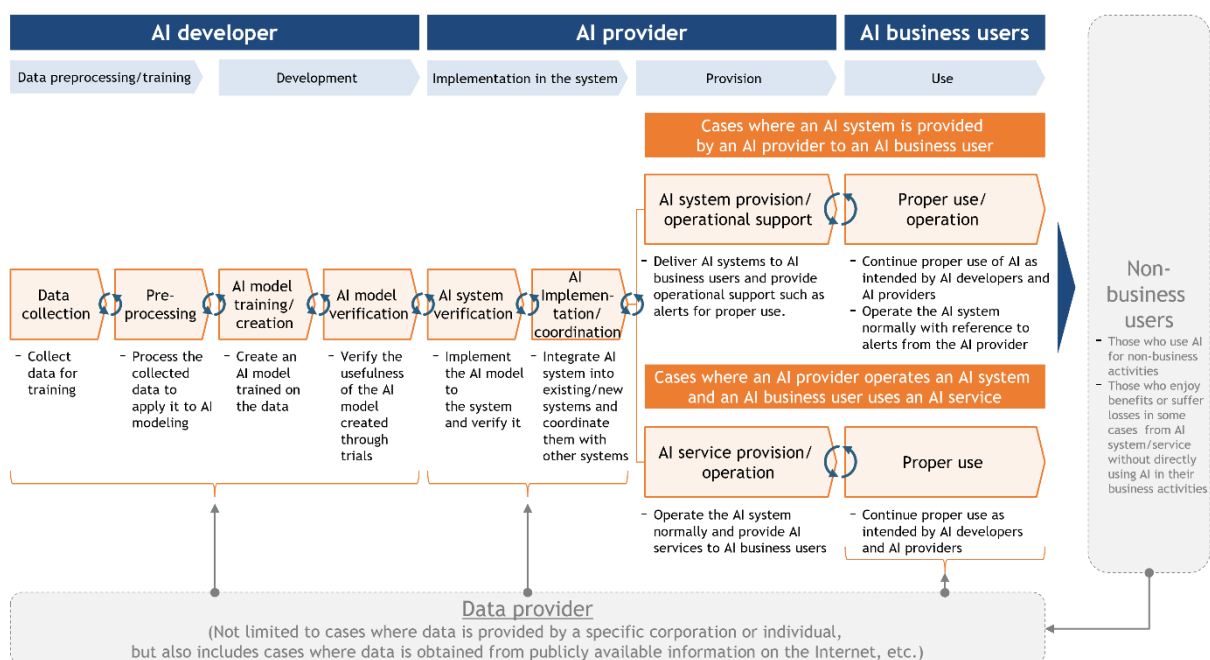 AI developer
AI provider
AI business users
Data preprocessing/training
Development
Implementation in the system
Provision
Use
Cases where an AI system is provided
by an AI provider to an AI business user
AI system provision/
operational support
Proper use/
operation
- Deliver AI systems to AI
business users and provide
operational support such as
alerts for proper use.
- Continue proper use of AI as
intended by AI developers and
AI providers
- Operate the AI system
normally with reference to
alerts from the AI provider
Data
collection
Pre-
processing
AI model
training/
creation
AI model
verification
AI system
verification
AI
Implemen-
tation/
coordination
- Collect
data for
training
- Process the
collected
data to
apply it to AI
modeling
- Create an
AI model
trained on
the data
- Verify the
usefulness
of the AI
model
created
through
trials
- Implement
the AI model
to
the system
and verify it
- Integrate AI
system into
existing/new
systems and
coordinate
them with
other systems
Cases where an AI provider operates an AI system
and an AI business user uses an AI service
AI service provision/
operation
Proper use
- Operate the AI system
normally and provide AI
services to AI business users
- Continue proper use as
intended by AI developers
and AI providers
Non-
business
users
- Those who use AI
for non-business
activities
- Those who enjoy
benefits or suffer
losses in some
cases from AI
system/service
without directly
using AI in their
business activities
Data provider
(Not limited to cases where data is provided by a specific corporation or individual,
but also includes cases where data is obtained from publicly available information on the Internet, etc.)